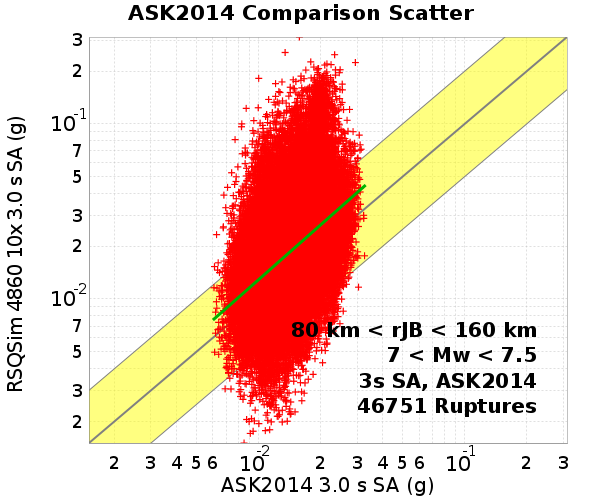 ASK2014 Comparison Scatter
RSQSim 4860 10x 3.0 s SA (g)
3
2
10-1
7
5
3
2
10-2
7
5
3
2
80 km < rJB < 160 km
7 < Mw < 7.5
3s SA, ASK2014
46751 Ruptures
2 3 4 5 6 10-2 2 3 4 5 6 10-1 2 3
ASK2014 3.0 s SA (g)